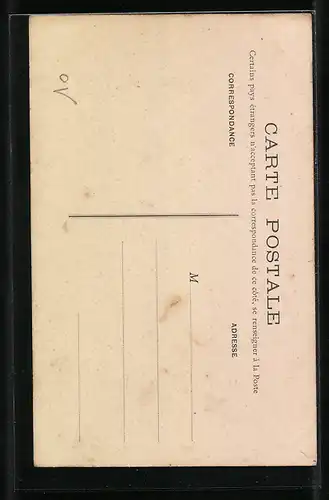 CARTE POSTALE
Certains pays étrangers n'acceptant pas la correspondance de ce côté, se renseigner à la Poste
CORRESPONDANCE
ADRESSE
M